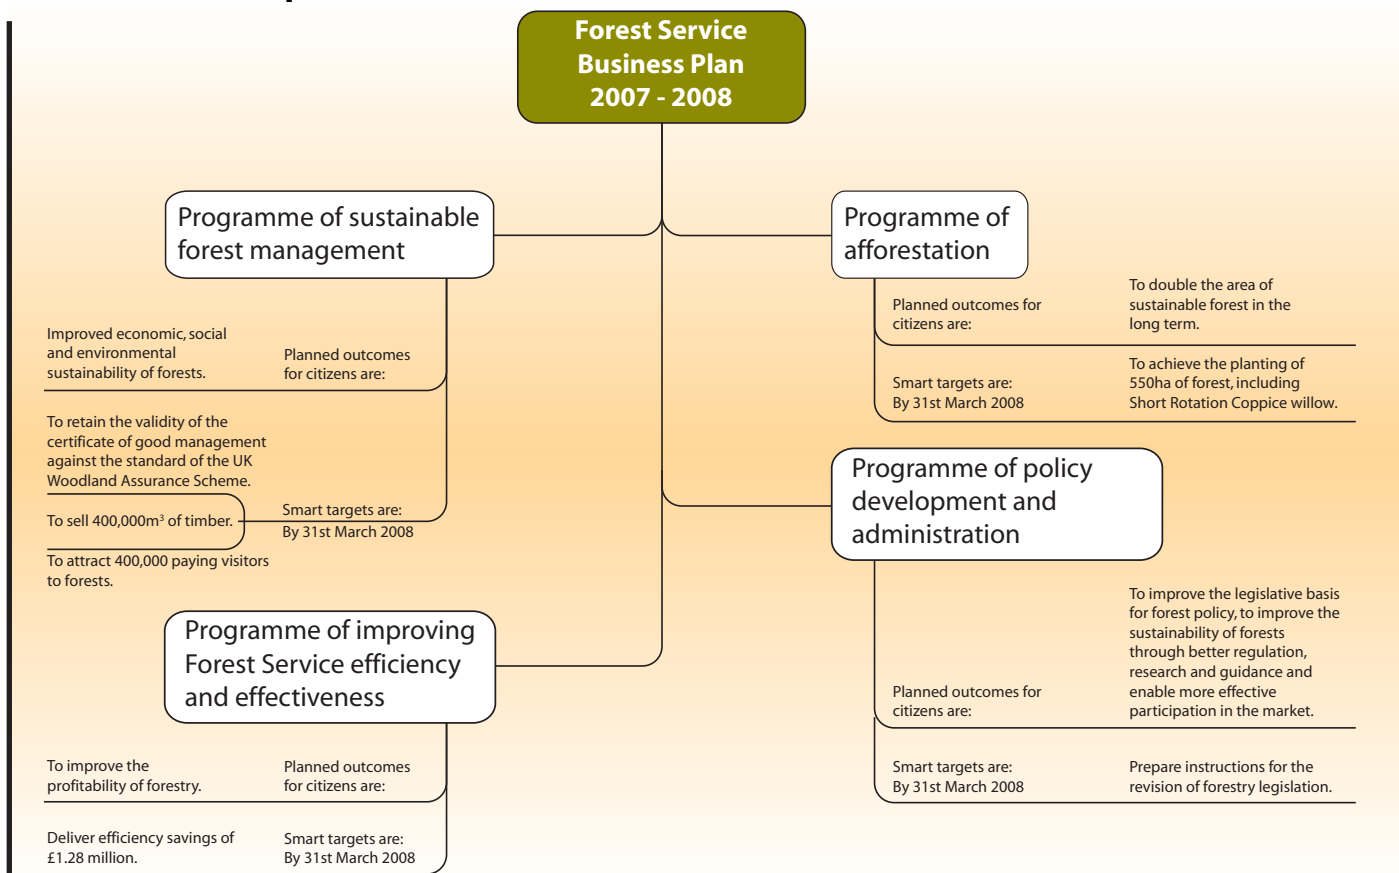 Forest Service
Business Plan
2007 - 2008
Programme of sustainable
forest management
Improved economic, social
and environmental
sustainability of forests.
Planned outcomes
for citizens are:
To retain the validity of the
certificate of good management
against the standard of the UK
Woodland Assurance Scheme.
To sell 400,000m³ of timber.
To attract 400,000 paying visitors
to forests.
Smart targets are:
By 31st March 2008
Programme of improving
Forest Service efficiency
and effectiveness
To improve the
profitability of forestry.
Planned outcomes
for citizens are:
Deliver efficiency savings of
£1.28 million.
Smart targets are:
By 31st March 2008
Programme of
afforestation
Planned outcomes for
citizens are:
To double the area of
sustainable forest in the
long term.
Smart targets are:
By 31st March 2008
To achieve the planting of
550ha of forest, including
Short Rotation Coppice willow.
Programme of policy
development and
administration
Planned outcomes for
citizens are:
To improve the legislative basis
for forest policy, to improve the
sustainability of forests
through better regulation,
research and guidance and
enable more effective
participation in the market.
Smart targets are:
By 31st March 2008
Prepare instructions for the
revision of forestry legislation.